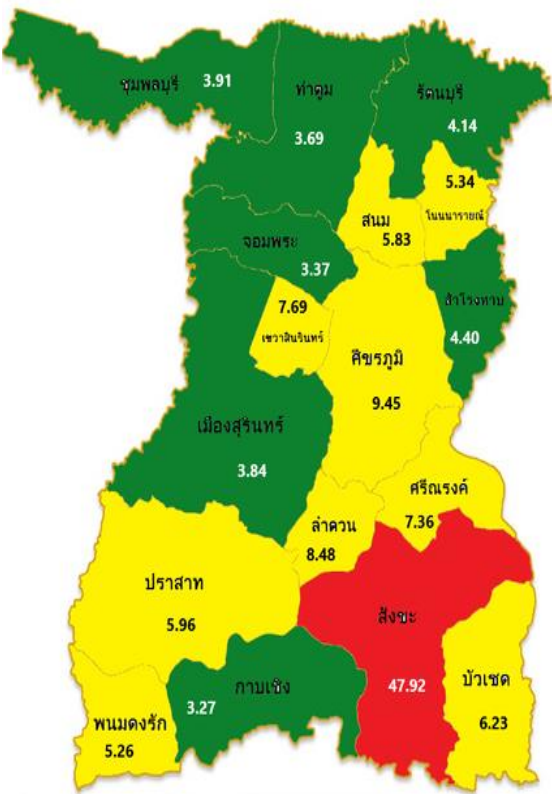 ชุมพลบุรี 3.91
ท่าตูม
3.69
รัตนบุรี
4.14
5.34
โนนนารายณ์
สนม
5.83
จอมพระ
3.37
7.69
เขวาสินรินทร์
สำโรงทาบ
4.40
ศีขรภูมิ
9.45
เมืองสุรินทร์
3.84
ศรีณรงค์
7.36
ลำดวน
8.48
ปราสาท
5.96
สังขะ
47.92
บัวเชด
6.23
กาบเชิง
3.27
พนมดงรัก
5.26